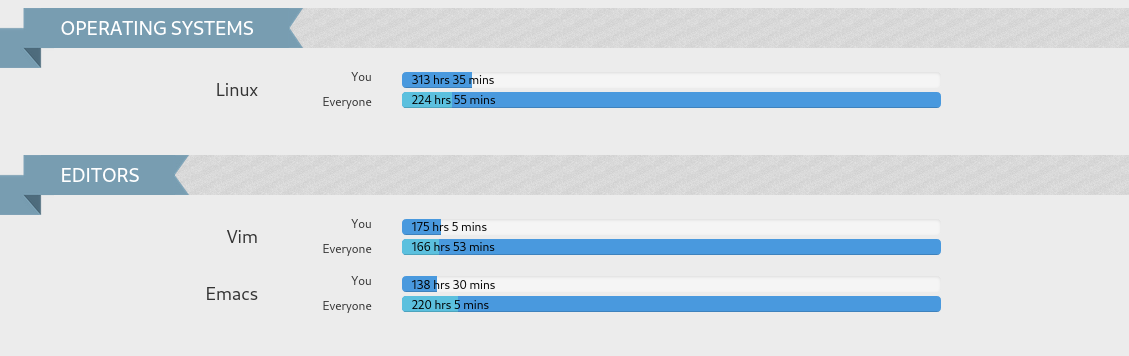 OPERATING SYSTEMS
Linux
You
313 hrs 35 mins
Everyone
224 hrs 55 mins
EDITORS
Vim
You
175 hrs 5 mins
Everyone
166 hrs 53 mins
Emacs
You
138 hrs 30 mins
Everyone
220 hrs 5 mins